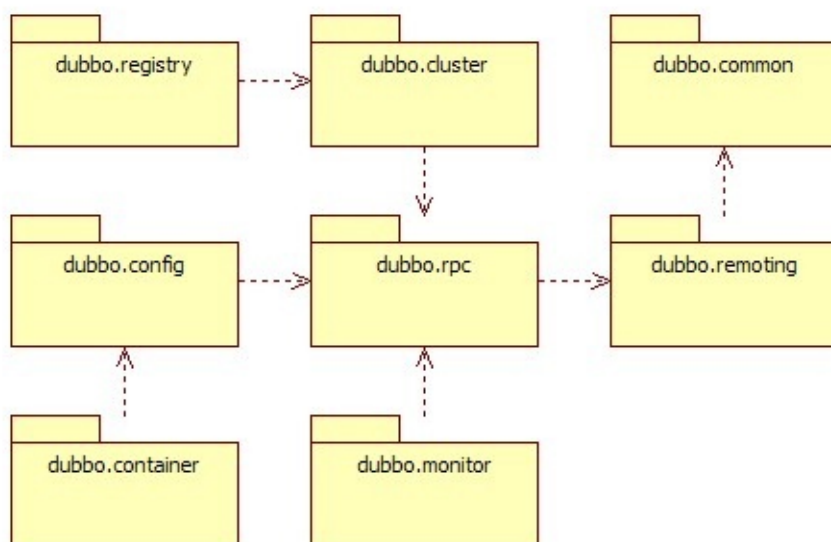 dubbo.registry
dubbo.cluster
dubbo.common
dubbo.config
dubbo.rpc
dubbo.remoting
dubbo.container
dubbo.monitor